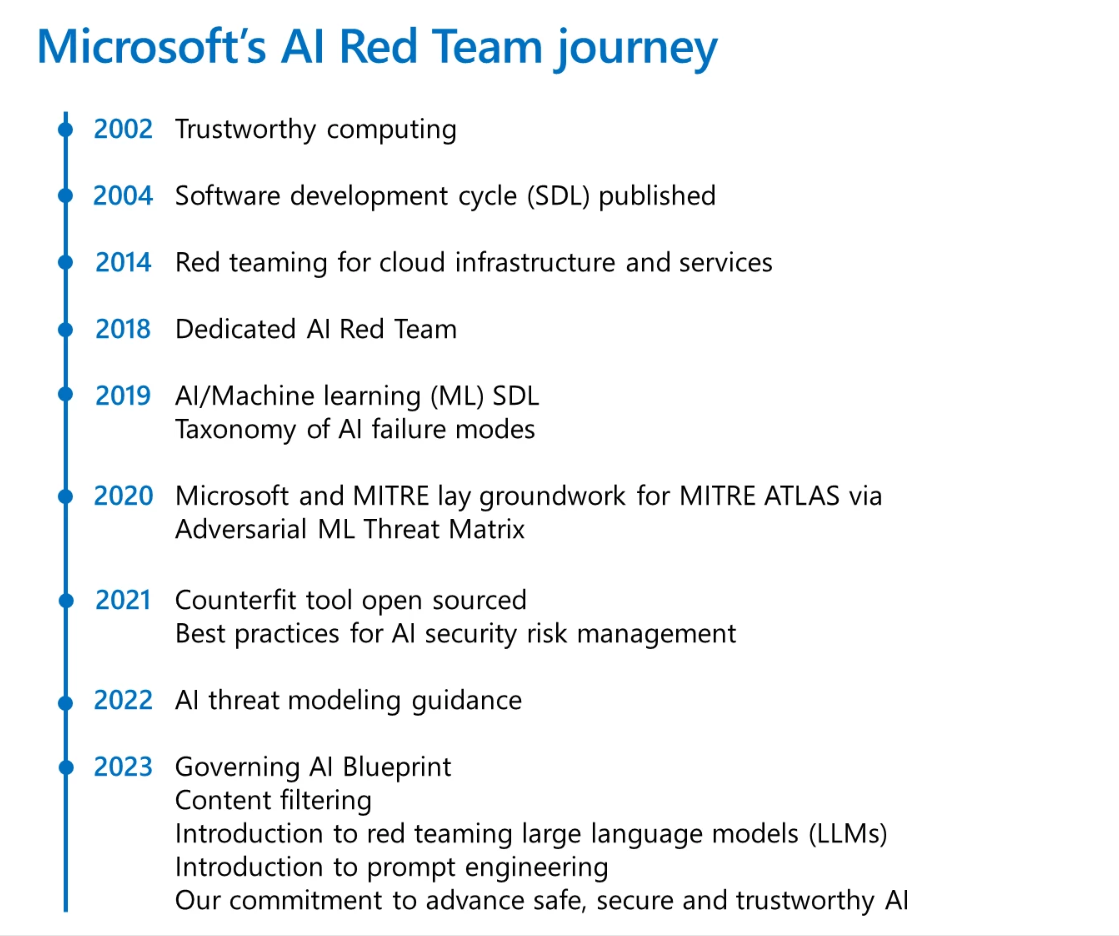 Microsoft's AI Red Team journey
2002 Trustworthy computing
2004 Software development cycle (SDL) published
2014 Red teaming for cloud infrastructure and services
2018 Dedicated AI Red Team
2019 AI/Machine learning (ML) SDL
Taxonomy of AI failure modes
2020 Microsoft and MITRE lay groundwork for MITRE ATLAS via
Adversarial ML Threat Matrix
2021 Counterfit tool open sourced
Best practices for AI security risk management
2022 AI threat modeling guidance
2023 Governing AI Blueprint
Content filtering
Introduction to red teaming large language models (LLMs)
Introduction to prompt engineering
Our commitment to advance safe, secure and trustworthy AI